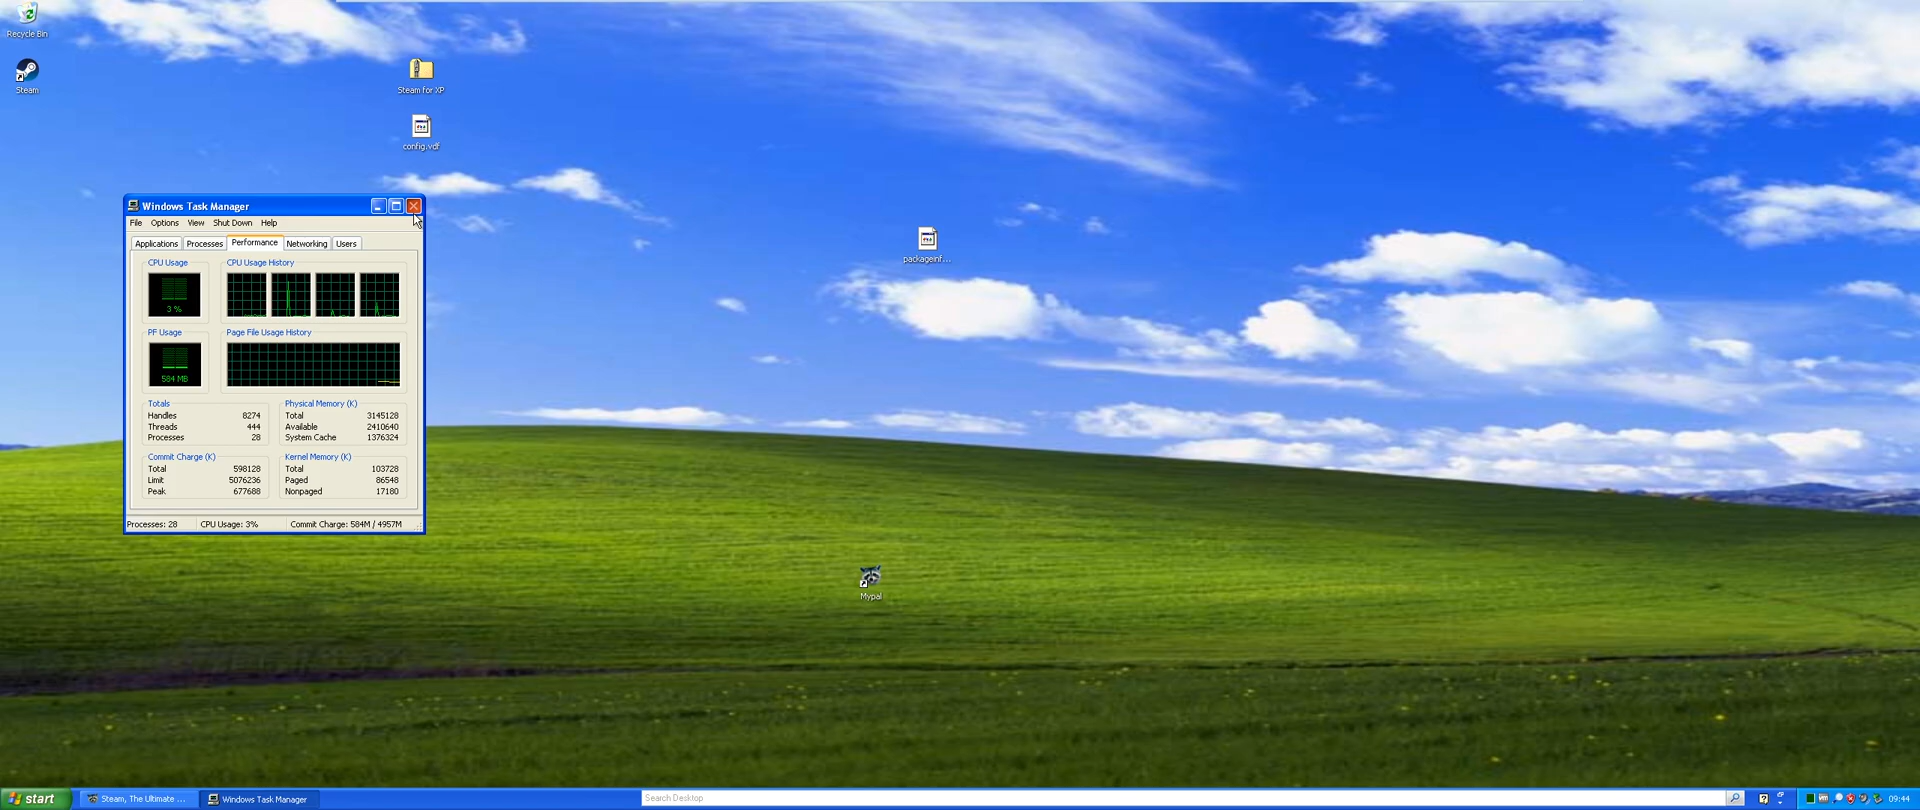 Recycle Bin
Steam
Steam for XP
config.vdf
Windows Task Manager
File Options View Shut Down Help
Applications Processes Performance Networking Users
CPU Usage CPU Usage History
3 %
PF Usage Page File Usage History
584 MB
Totals Physical Memory (K)
Handles 8274 Total 3145128
Threads 444 Available 2410640
Processes 28 System Cache 1376324
Commit Charge (K) Kernel Memory (K)
Total 598128 Total 103728
Limit 5076236 Paged 86548
Peak 677688 Nonpaged 17180
Processes: 28 CPU Usage: 3% Commit Charge: 584M / 4957M
packageinf...
Mypal
start Steam, The Ultimate ... Windows Task Manager Search Desktop 09:44